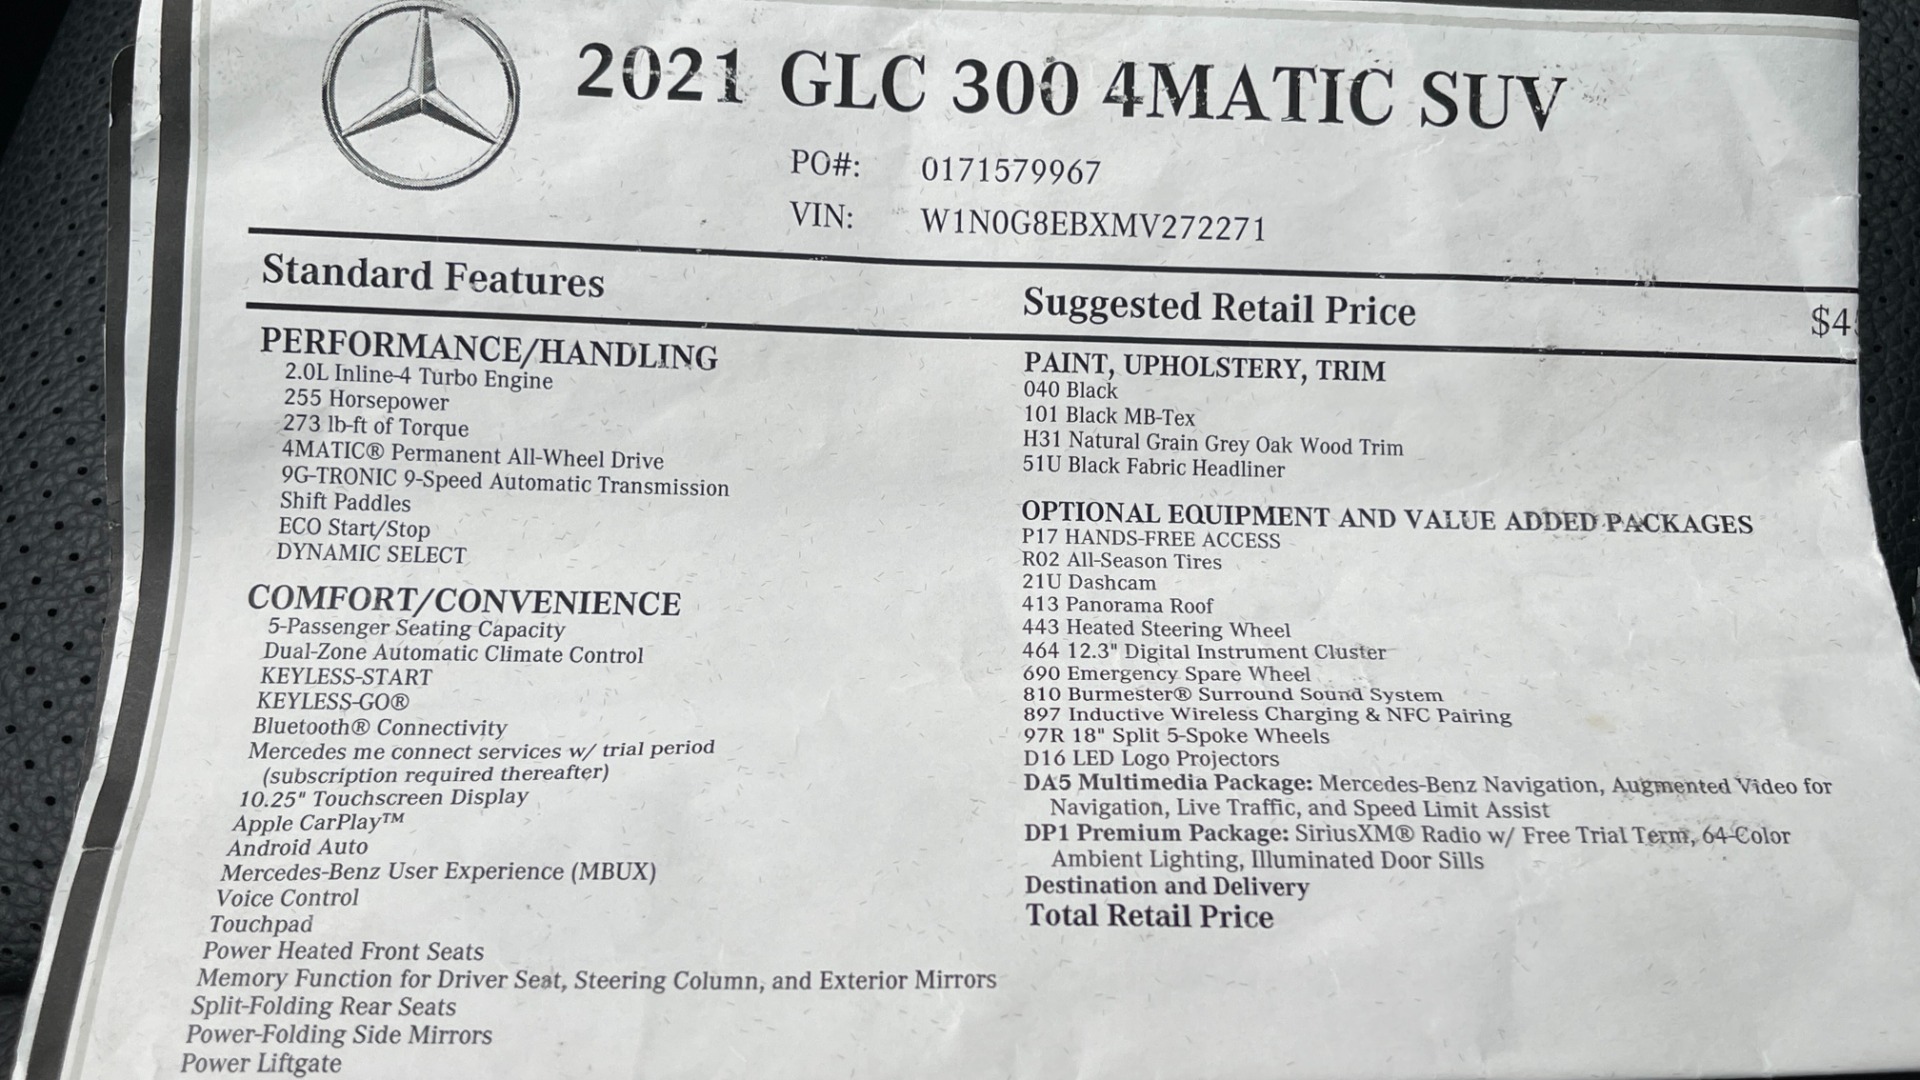 2021 GLC 300 4MATIC SUV
PO#: 0171579967
VIN: W1N0G8EBXMV272271
Standard Features
PERFORMANCE/HANDLING
2.0L Inline-4 Turbo Engine
255 Horsepower
273 lb-ft of Torque
4MATIC® Permanent All-Wheel Drive
9G-TRONIC 9-Speed Automatic Transmission
Shift Paddles
ECO Start/Stop
DYNAMIC SELECT
COMFORT/CONVENIENCE
5-Passenger Seating Capacity
Dual-Zone Automatic Climate Control
KEYLESS-START
KEYLESS-GO®
Bluetooth® Connectivity
Mercedes me connect services w/ trial period
(subscription required thereafter)
10.25" Touchscreen Display
Apple CarPlay™
Android Auto
Mercedes-Benz User Experience (MBUX)
Voice Control
Touchpad
Power Heated Front Seats
Memory Function for Driver Seat, Steering Column, and Exterior Mirrors
Split-Folding Rear Seats
Power-Folding Side Mirrors
Power Liftgate
Suggested Retail Price $4
PAINT, UPHOLSTERY, TRIM
040 Black
101 Black MB-Tex
H31 Natural Grain Grey Oak Wood Trim
51U Black Fabric Headliner
OPTIONAL EQUIPMENT AND VALUE ADDED PACKAGES
P17 HANDS-FREE ACCESS
R02 All-Season Tires
21U Dashcam
413 Panorama Roof
443 Heated Steering Wheel
464 12.3" Digital Instrument Cluster
690 Emergency Spare Wheel
810 Burmester® Surround Sound System
897 Inductive Wireless Charging & NFC Pairing
97R 18" Split 5-Spoke Wheels
D16 LED Logo Projectors
DA5 Multimedia Package: Mercedes-Benz Navigation, Augmented Video for
Navigation, Live Traffic, and Speed Limit Assist
DP1 Premium Package: SiriusXM® Radio w/ Free Trial Term, 64-Color
Ambient Lighting, Illuminated Door Sills
Destination and Delivery
Total Retail Price